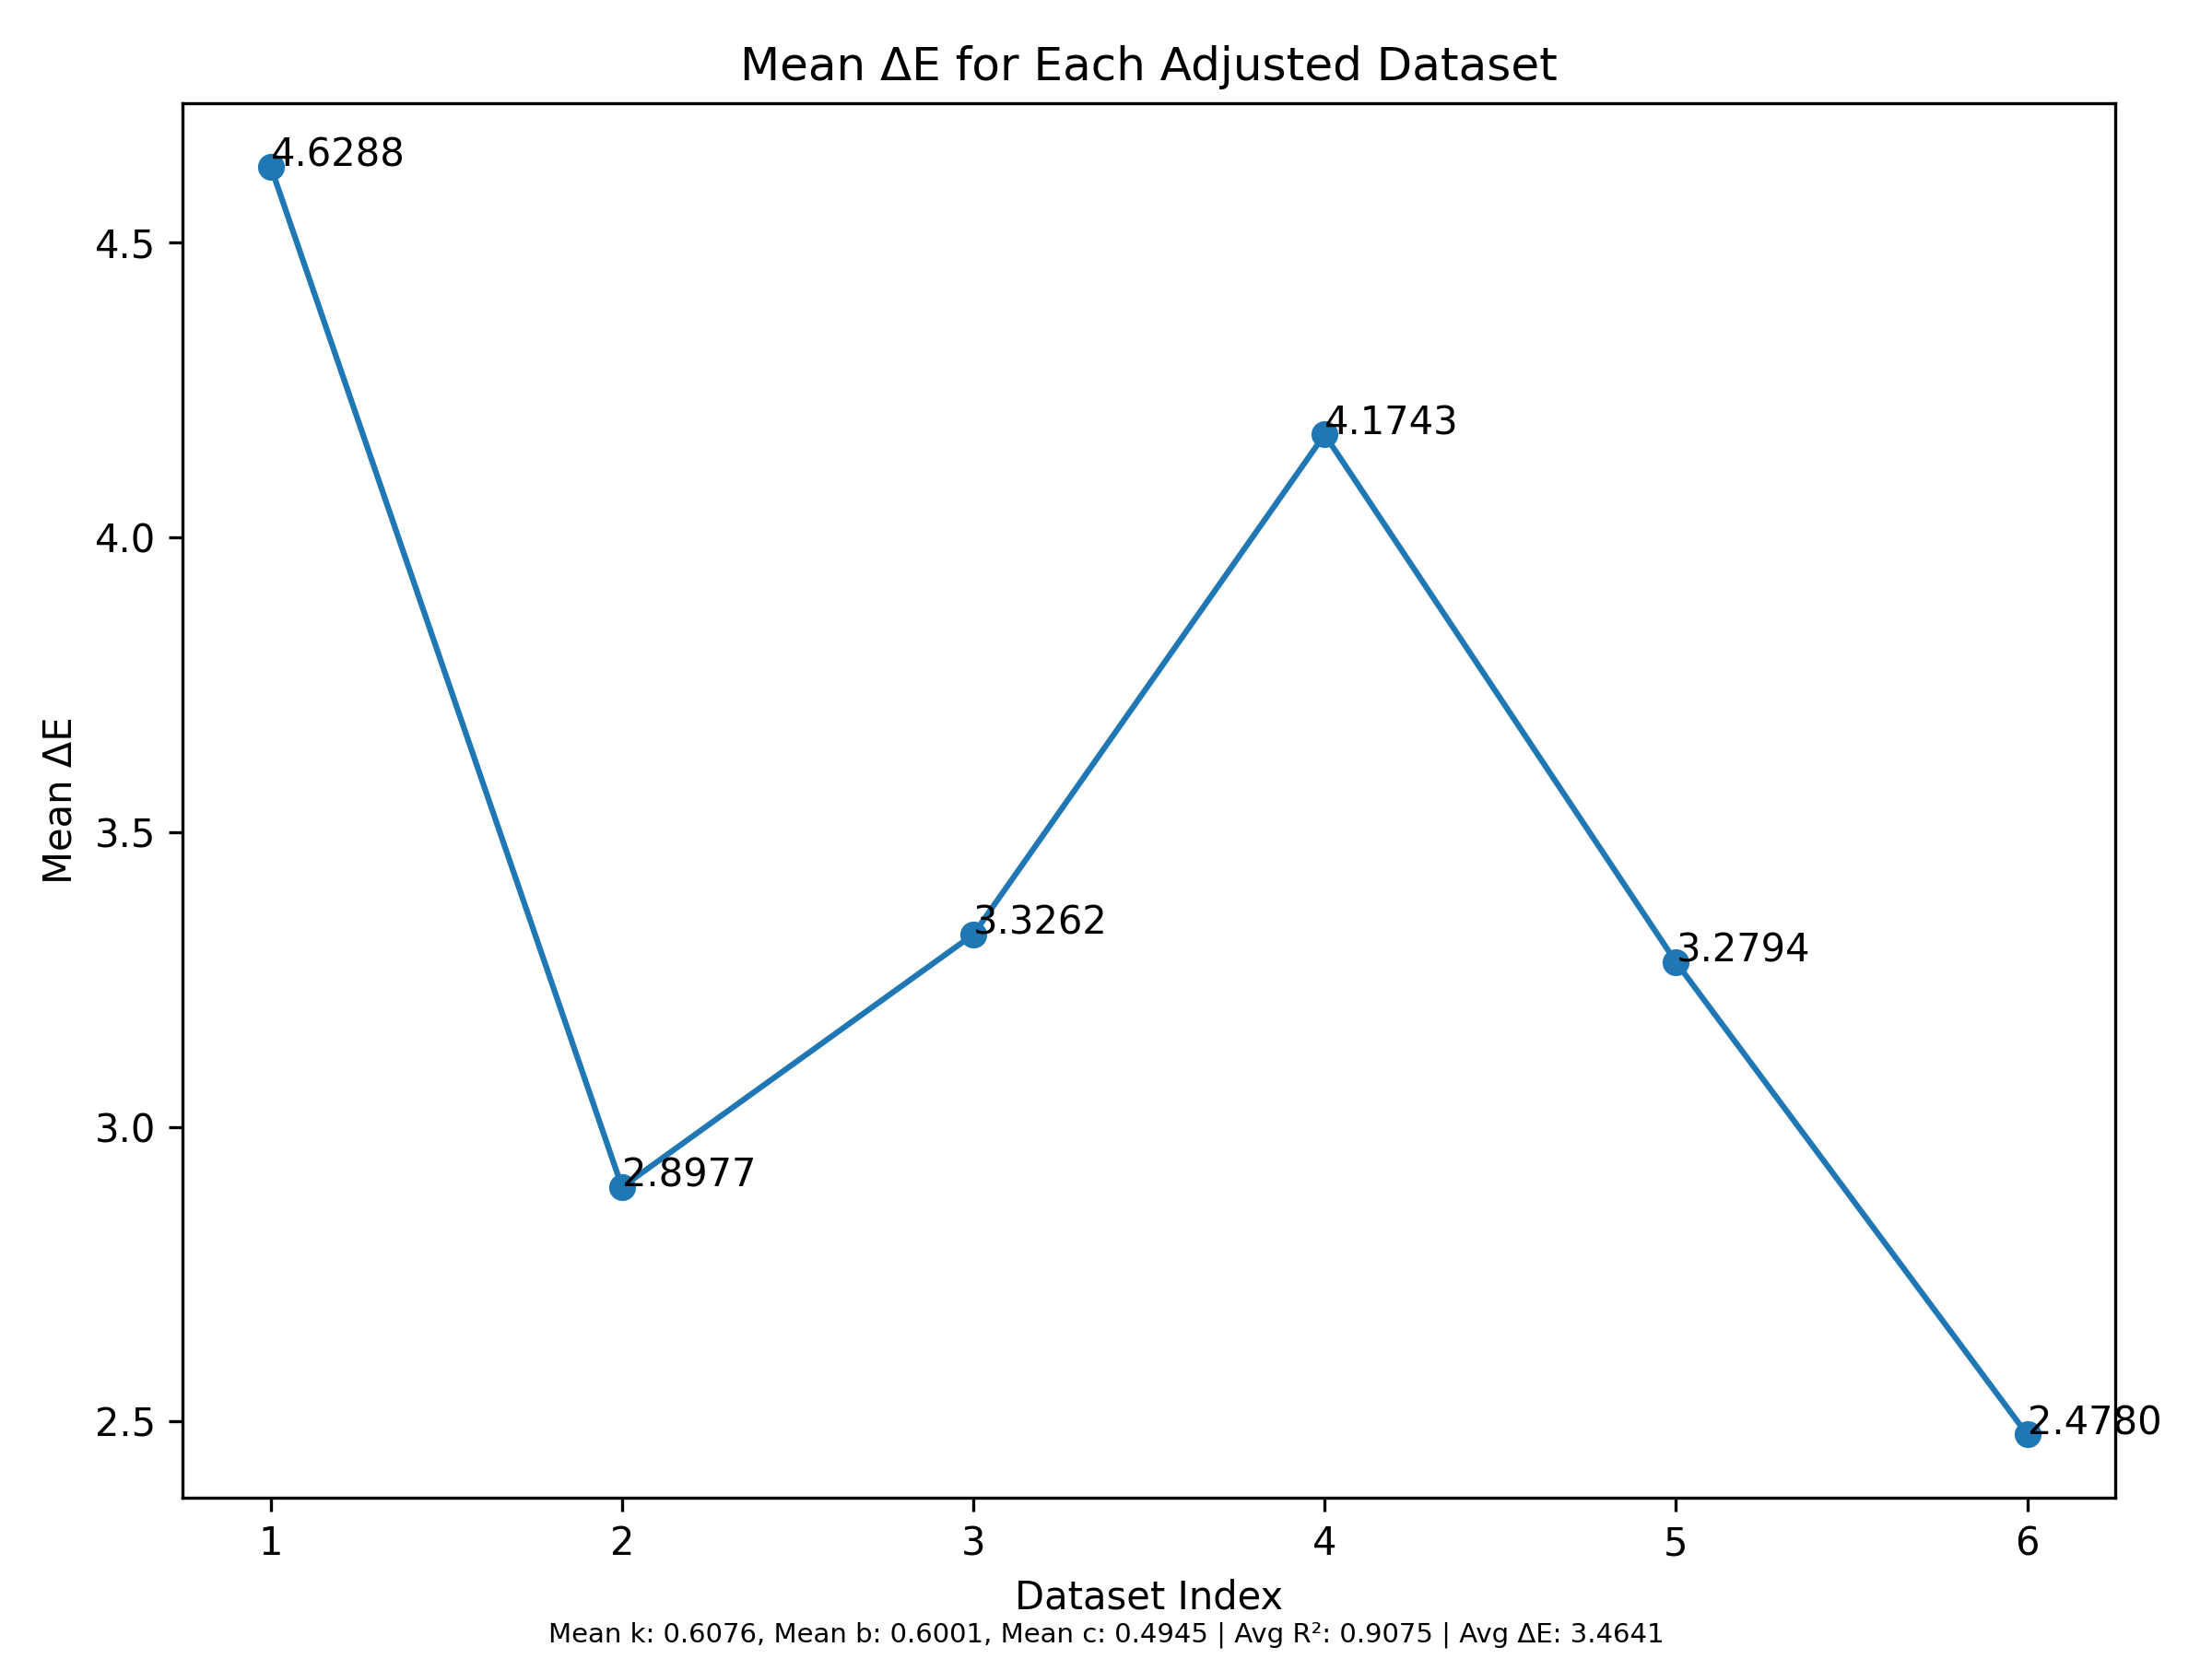 Mean ΔE for Each Adjusted Dataset
4.6288
4.5
4.1743
4.0
Mean ΔE
3.5
3.3262
3.2794
3.0
2.8977
2.5
2.4780
1 2 3 4 5 6
Dataset Index
Mean k: 0.6076, Mean b: 0.6001, Mean c: 0.4945 | Avg R²: 0.9075 | Avg ΔE: 3.4641